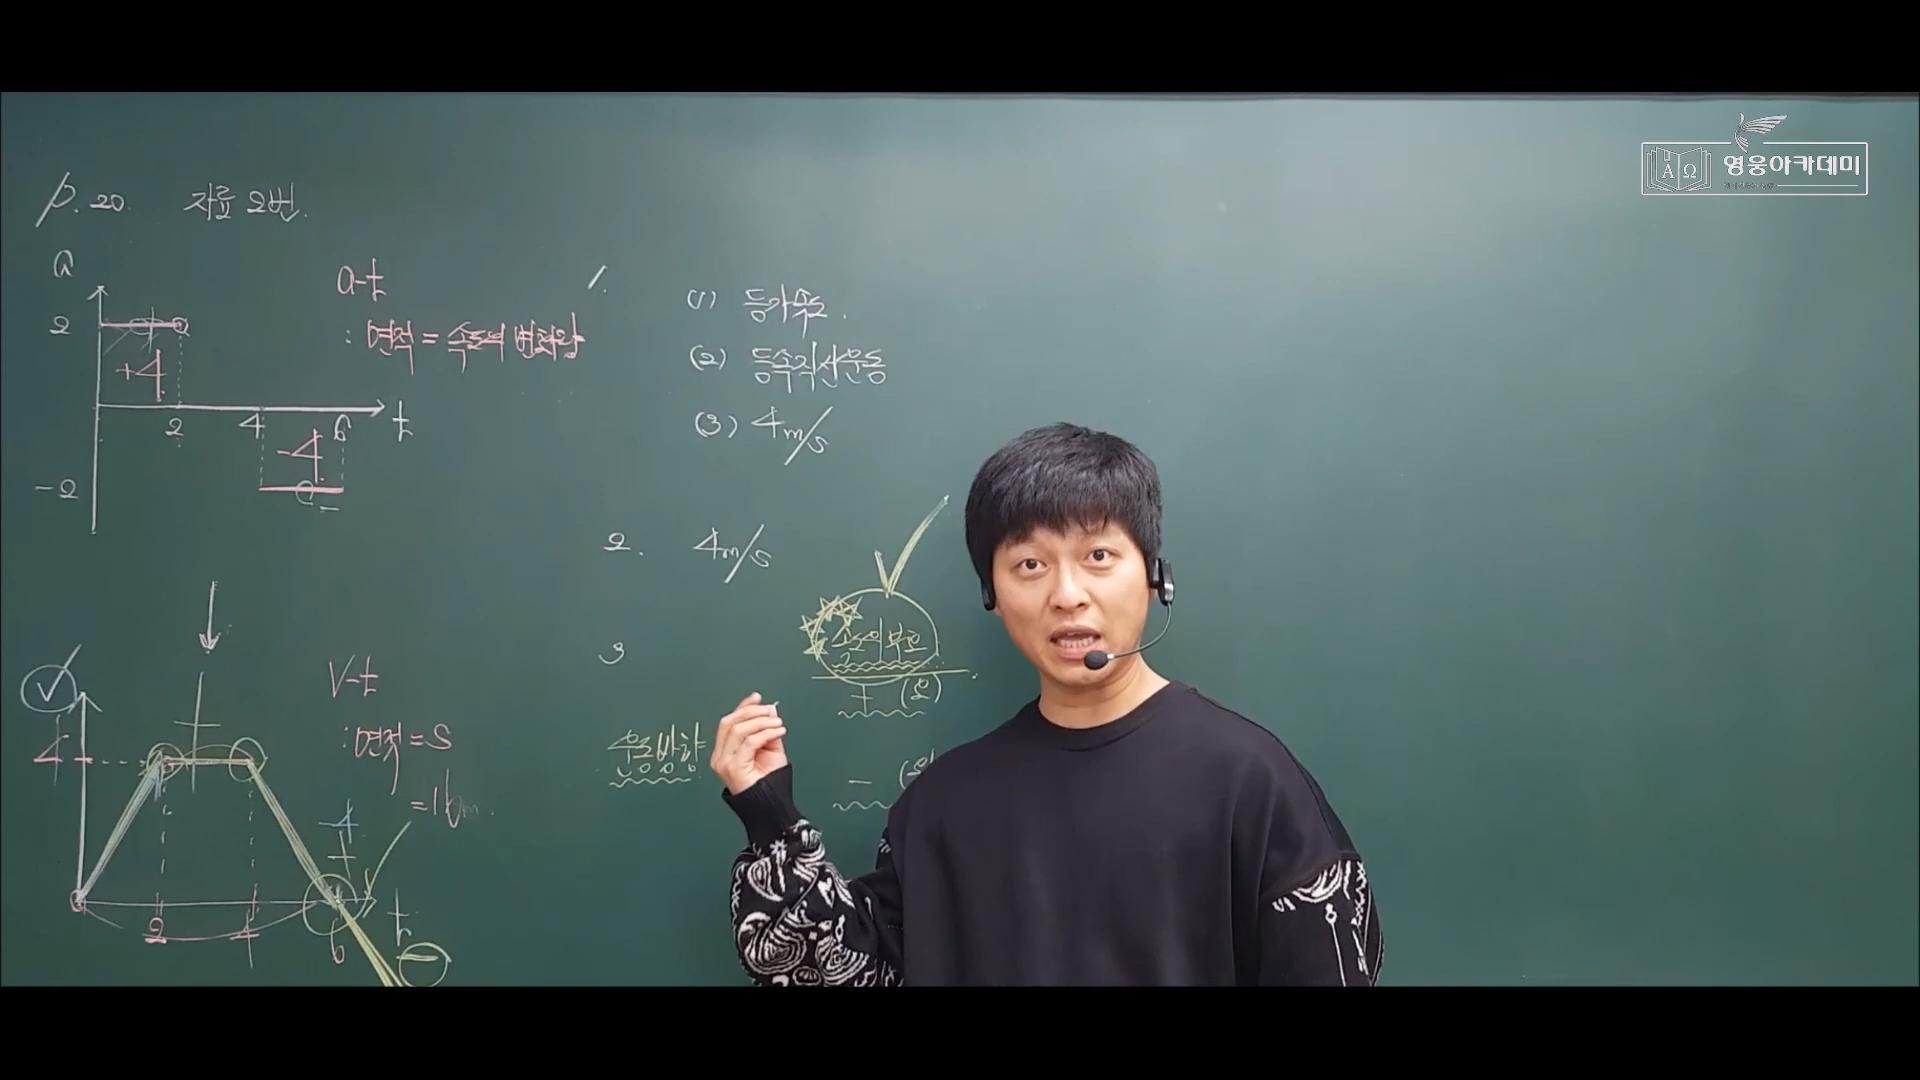 p.20. 자료 2번.
a
2
+4
2
4
6
t
-4
-2
a-t
: 면적 = 속도의 변화량
1.
(1) 등가속도.
(2) 등속직선운동
(3) 4m/s
2. 4m/s
3
속도의 부호
+ (오)
운동방향
-
v
4
2
4
6
t
+
-
-4
V-t
: 면적 = S
= 16m.
영웅아카데미
A Ω